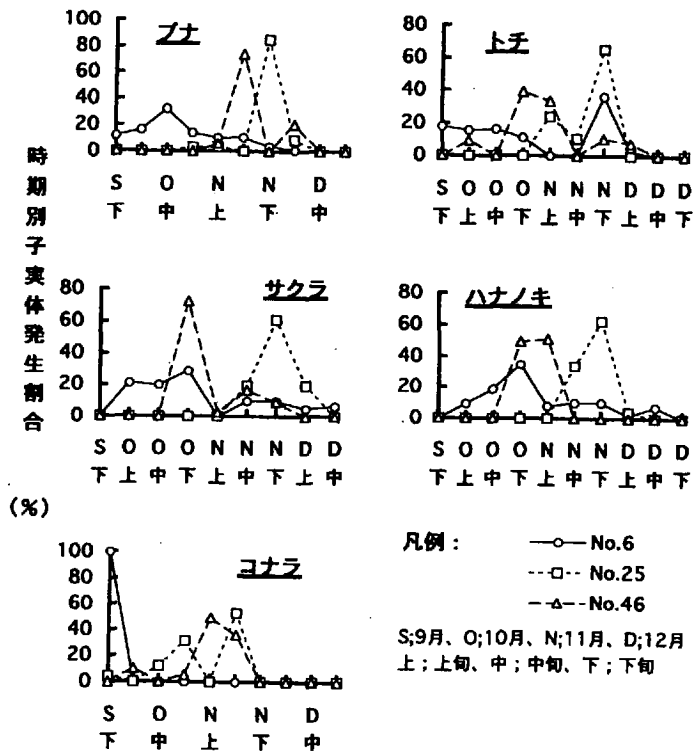 時期別子実体発生割合
(%)
ブナ
100
80
60
40
20
0
S O N N D
下 中 上 下 中
トチ
80
60
40
20
0
S O O O N N N D D D
下 上 中 下 上 中 下 上 中 下
サクラ
80
60
40
20
0
S O O O N N N D D
下 上 中 下 上 中 下 上 中
ハナノキ
80
60
40
20
0
S O O O N N N D D D
下 上 中 下 上 中 下 上 中 下
コナラ
100
80
60
40
20
0
S O N N D
下 中 上 下 中
凡例：
No.6
No.25
No.46
S;9月、O;10月、N;11月、D;12月
上；上旬、中；中旬、下；下旬